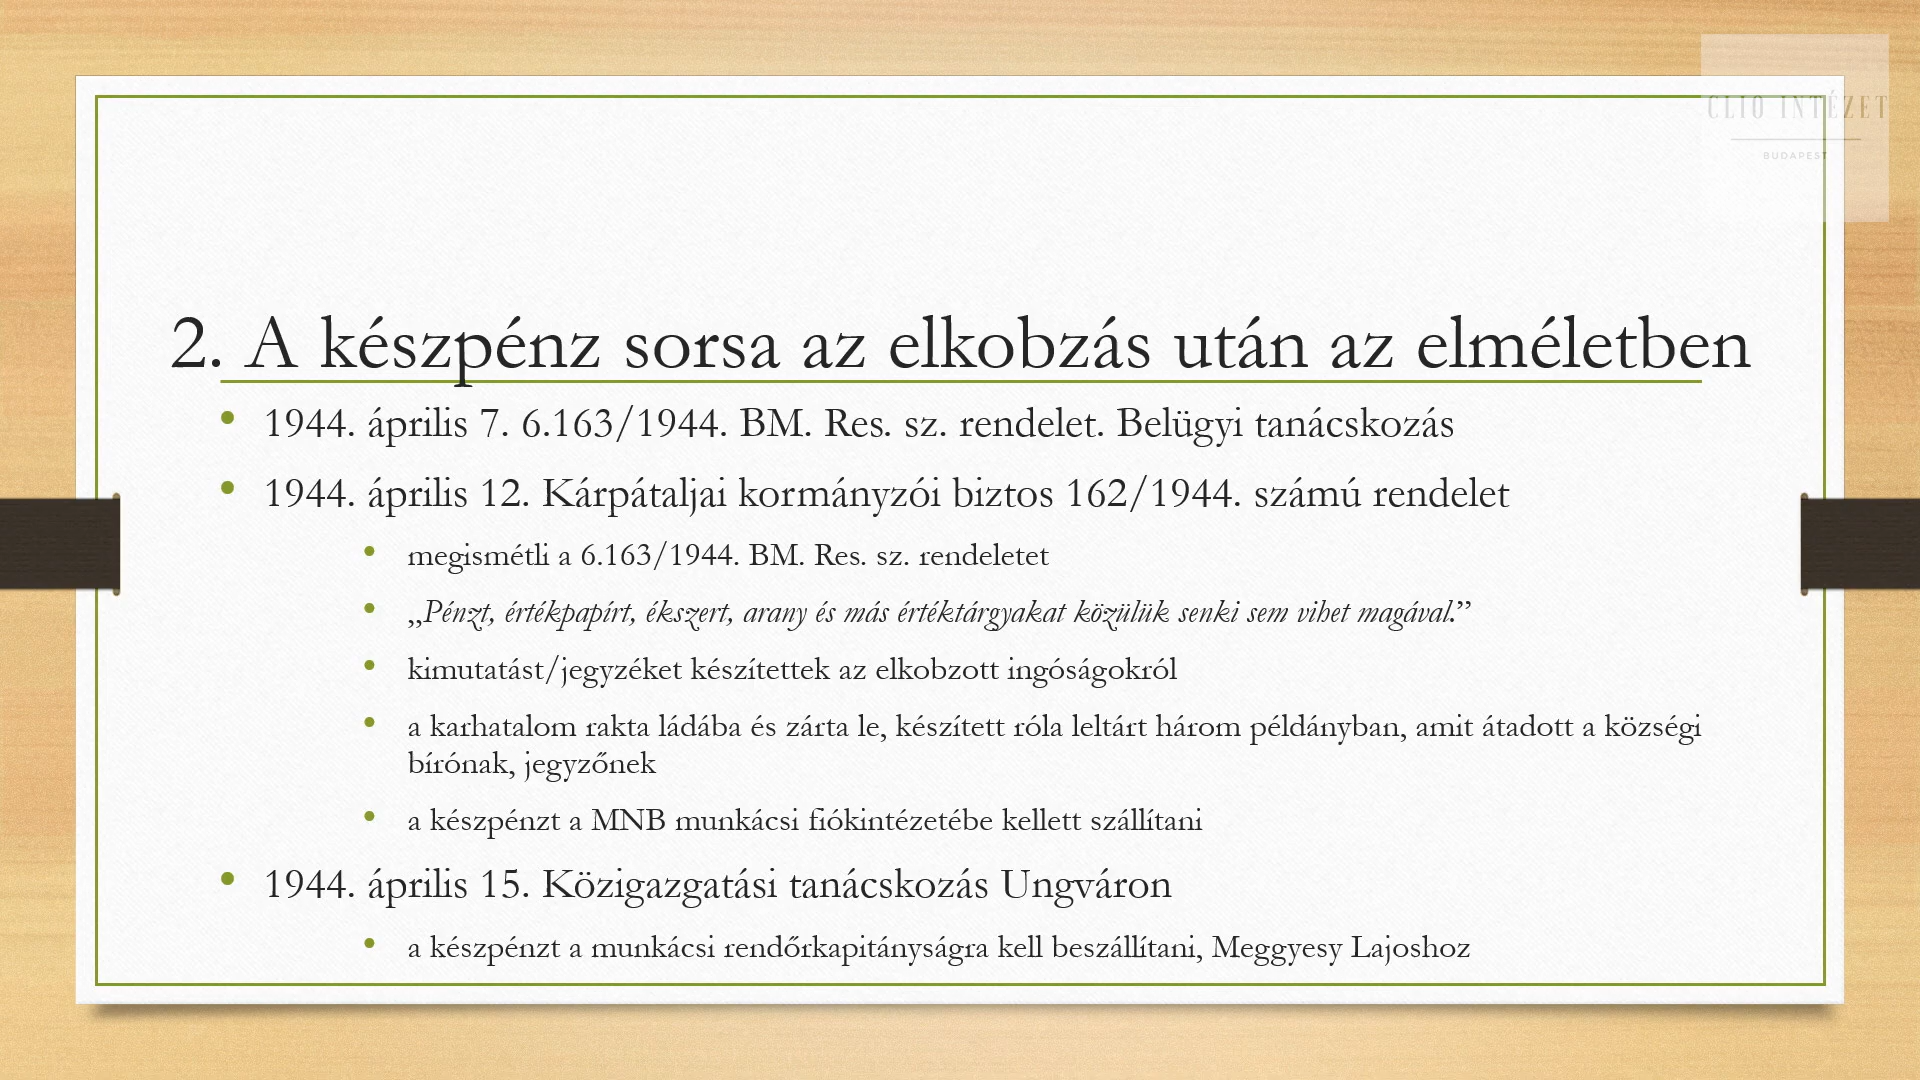 CLIO INTÉZET
BUDAPEST
2. A készpénz sorsa az elkobzás után az elméletben
• 1944. április 7. 6.163/1944. BM. Res. sz. rendelet. Belügyi tanácskozás
• 1944. április 12. Kárpátaljai kormányzói biztos 162/1944. számú rendelet
• megismétli a 6.163/1944. BM. Res. sz. rendeletet
• „Pénzt, értékpapírt, ékszert, arany és más értéktárgyakat közülük senki sem vihet magával.”
• kimutatást/jegyzéket készítettek az elkobzott ingóságokról
• a karhatalom rakta ládába és zárta le, készített róla leltárt három példányban, amit átadott a községi
bírónak, jegyzőnek
• a készpénzt a MNB munkácsi fiókintézetébe kellett szállítani
• 1944. április 15. Közigazgatási tanácskozás Ungváron
• a készpénzt a munkácsi rendőrkapitányságra kell beszállítani, Meggyesy Lajoshoz